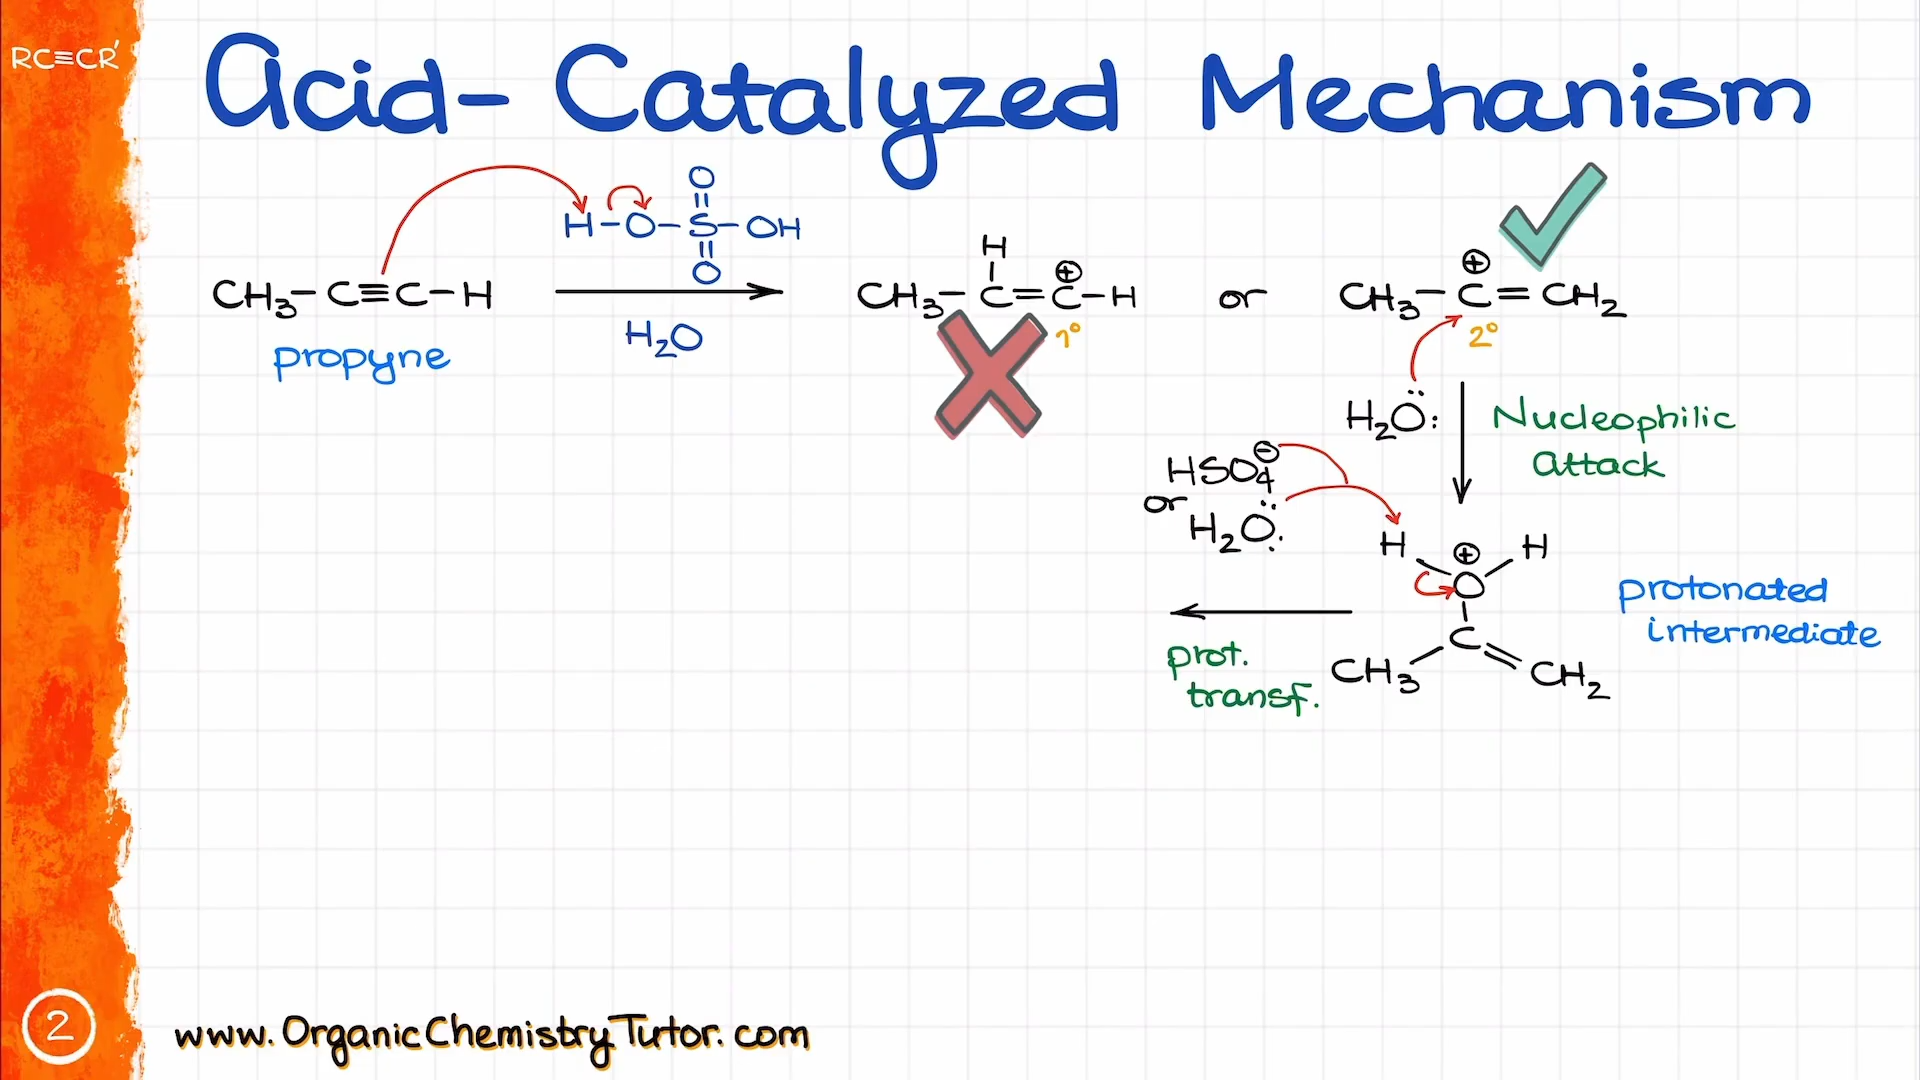 RC≡CR'
Acid-Catalyzed Mechanism
O
H-O-S-OH
O
CH3-C≡C-H
propyne
H2O
H
⊕
CH3-C=C-H
1°
or
⊕
CH3-C=CH2
2°
H2O:
Nucleophilic
attack
HSO4⊖
or
H2O:
H ⊕ H
O
C
CH3 CH2
protonated
intermediate
prot.
transf.
2
www.OrganicChemistryTutor.com